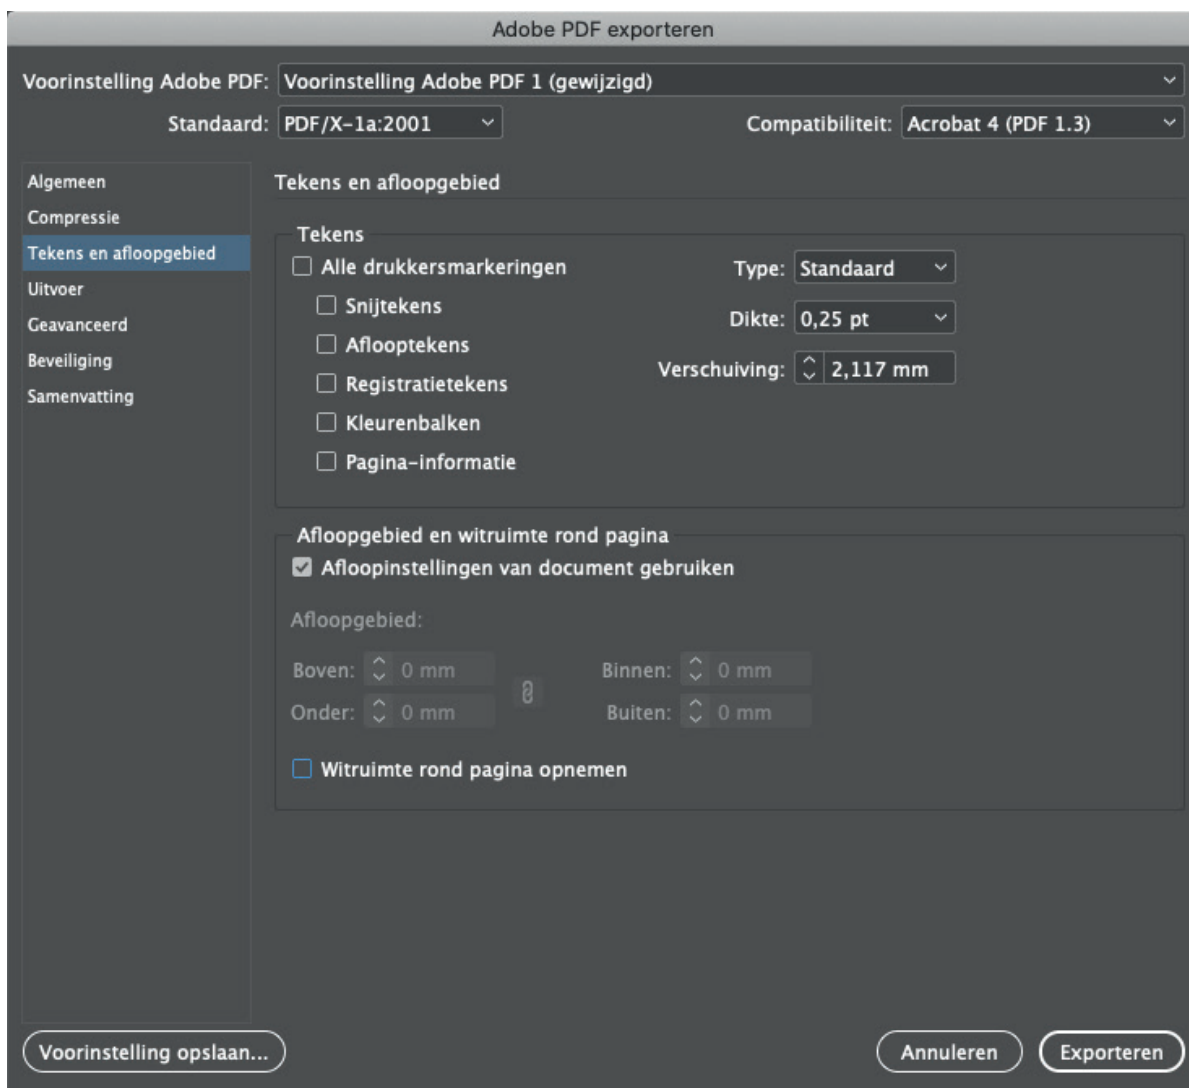 Adobe PDF exporteren
Voorinstelling Adobe PDF: Voorinstelling Adobe PDF 1 (gewijzigd)
Standaard: PDF/X-1a:2001 Compatibiliteit: Acrobat 4 (PDF 1.3)
Algemeen
Compressie
Tekens en afloopgebied
Uitvoer
Geavanceerd
Beveiliging
Samenvatting
Tekens en afloopgebied
Tekens
Alle drukkersmarkeringen
Snijtekens
Aflooptekens
Registratietekens
Kleurenbalken
Pagina-informatie
Type: Standaard
Dikte: 0,25 pt
Verschuiving: 2,117 mm
Afloopgebied en witruimte rond pagina
Afloopinstellingen van document gebruiken
Afloopgebied:
Boven: 0 mm Binnen: 0 mm
Onder: 0 mm Buiten: 0 mm
Witruimte rond pagina opnemen
Voorinstelling opslaan... Annuleren Exporteren